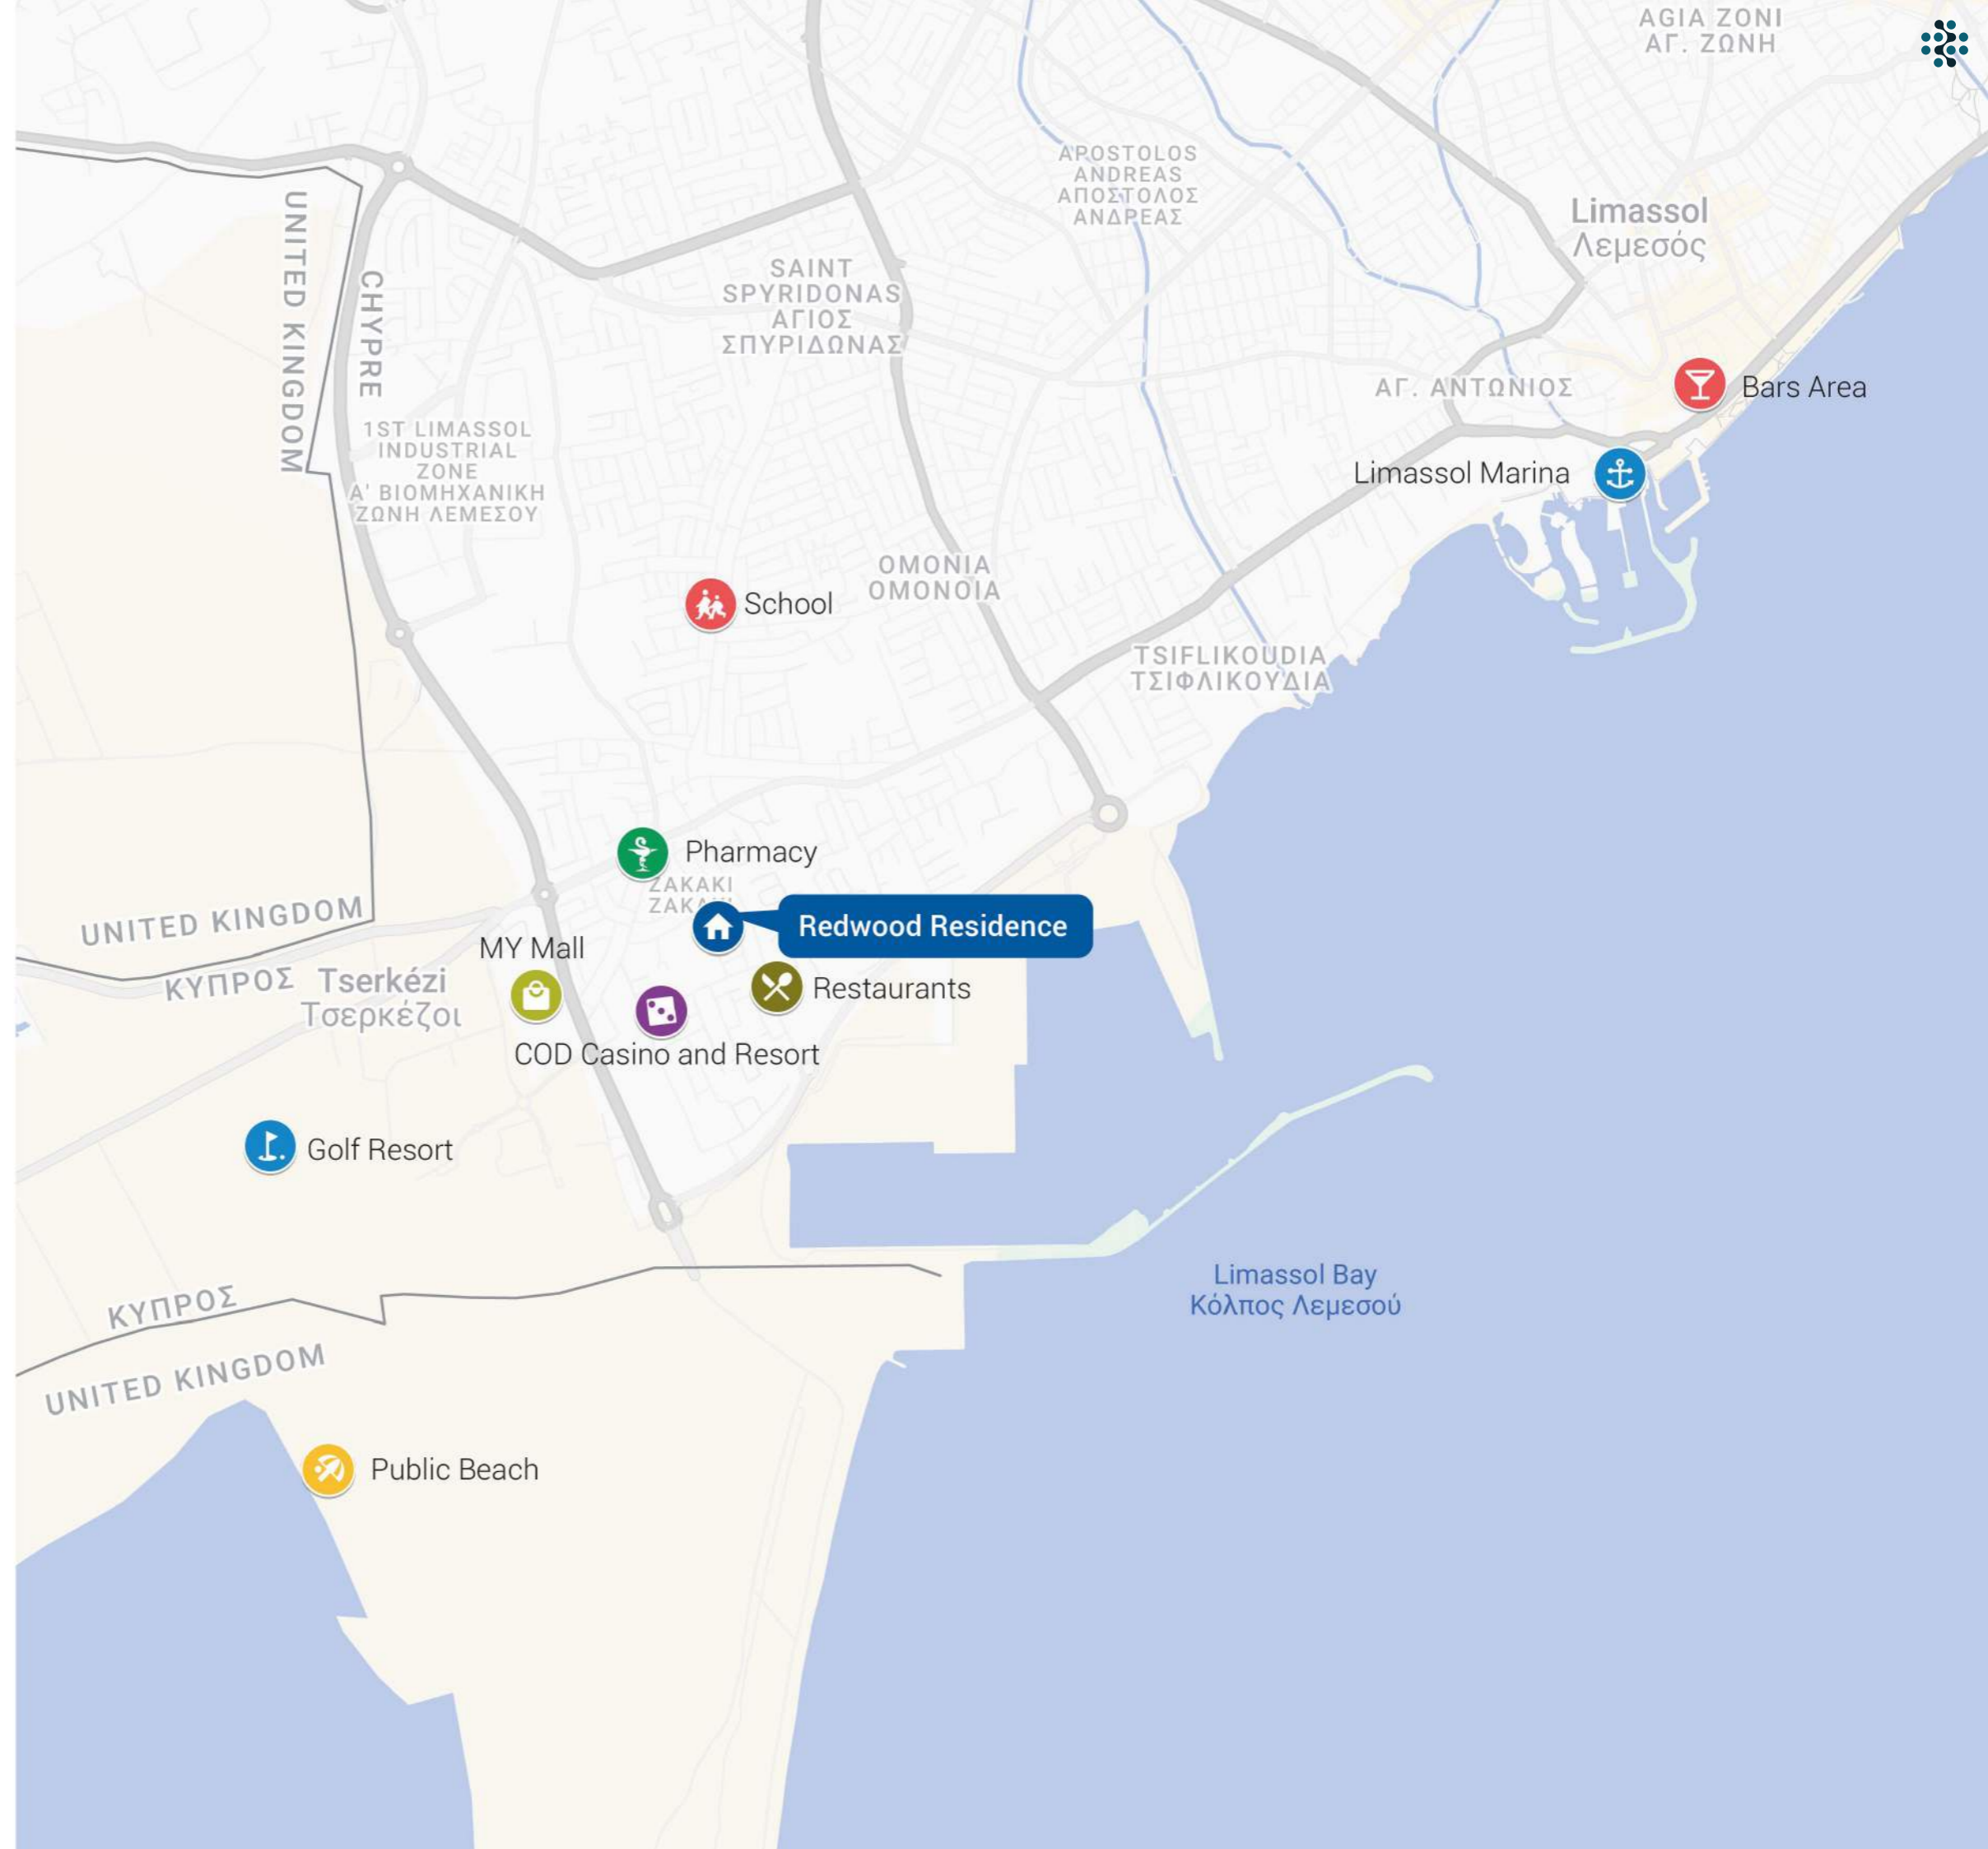 AGIA ZONI
ΑΓ. ΖΩΝΗ
APOSTOLOS
ANDREAS
ΑΠΟΣΤΟΛΟΣ
ΑΝΔΡΕΑΣ
Limassol
Λεμεσός
UNITED KINGDOM
CHYPRE
SAINT
SPYRIDONAS
ΑΓΙΟΣ
ΣΠΥΡΙΔΩΝΑΣ
ΑΓ. ΑΝΤΩΝΙΟΣ
Bars Area
1ST LIMASSOL
INDUSTRIAL
ZONE
Α' ΒΙΟΜΗΧΑΝΙΚΗ
ΖΩΝΗ ΛΕΜΕΣΟΥ
Limassol Marina
OMONIA
ΟΜΟΝΟΙΑ
School
TSIFLIKOUDIA
ΤΣΙΦΛΙΚΟΥΔΙΑ
Pharmacy
ZAKAKI
Redwood Residence
UNITED KINGDOM
ΚΥΠΡΟΣ
MY Mall
Tserkézi
Τσερκέζοι
Restaurants
COD Casino and Resort
Golf Resort
Limassol Bay
Κόλπος Λεμεσού
ΚΥΠΡΟΣ
UNITED KINGDOM
Public Beach